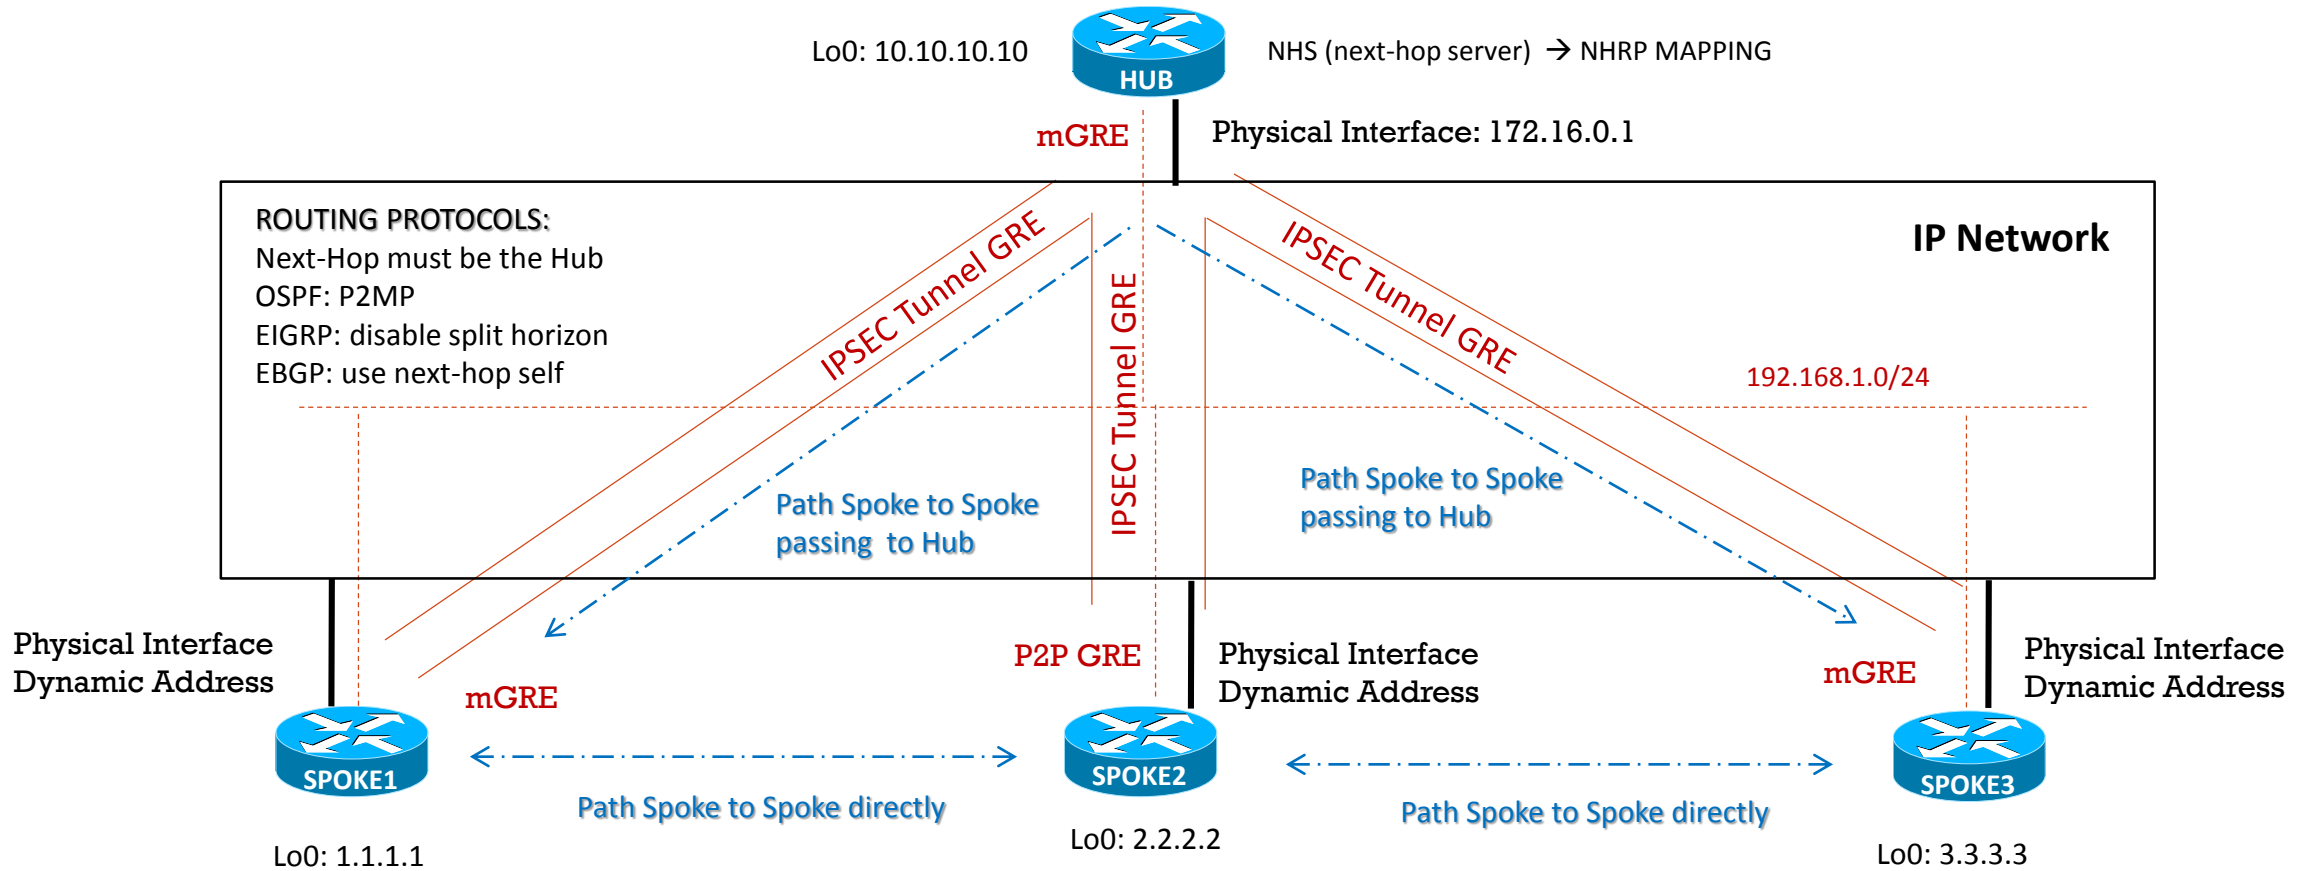 Lo0: 10.10.10.10
HUB
NHS (next-hop server) → NHRP MAPPING
mGRE
Physical Interface: 172.16.0.1
ROUTING PROTOCOLS:
Next-Hop must be the Hub
OSPF: P2MP
EIGRP: disable split horizon
EBGP: use next-hop self
IPSEC Tunnel GRE
IPSEC Tunnel GRE
IPSEC Tunnel GRE
IP Network
192.168.1.0/24
Path Spoke to Spoke
passing to Hub
Path Spoke to Spoke
passing to Hub
Physical Interface
Dynamic Address
mGRE
P2P GRE
Physical Interface
Dynamic Address
mGRE
Physical Interface
Dynamic Address
SPOKE1
Path Spoke to Spoke directly
SPOKE2
Path Spoke to Spoke directly
SPOKE3
Lo0: 1.1.1.1
Lo0: 2.2.2.2
Lo0: 3.3.3.3